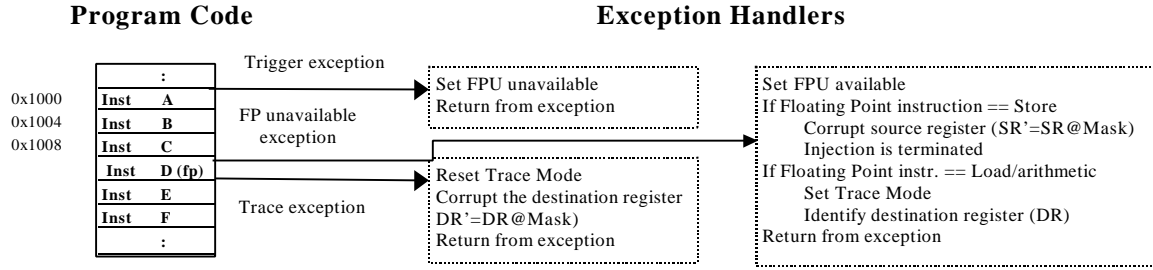 Program Code
Exception Handlers
:
0x1000 Inst A
0x1004 Inst B
0x1008 Inst C
Inst D (fp)
Inst E
Inst F
:
Trigger exception
FP unavailable
exception
Trace exception
Set FPU unavailable
Return from exception
Reset Trace Mode
Corrupt the destination register
DR’=DR@Mask)
Return from exception
Set FPU available
If Floating Point instruction == Store
Corrupt source register (SR’=SR@Mask)
Injection is terminated
If Floating Point instr. == Load/arithmetic
Set Trace Mode
Identify destination register (DR)
Return from exception